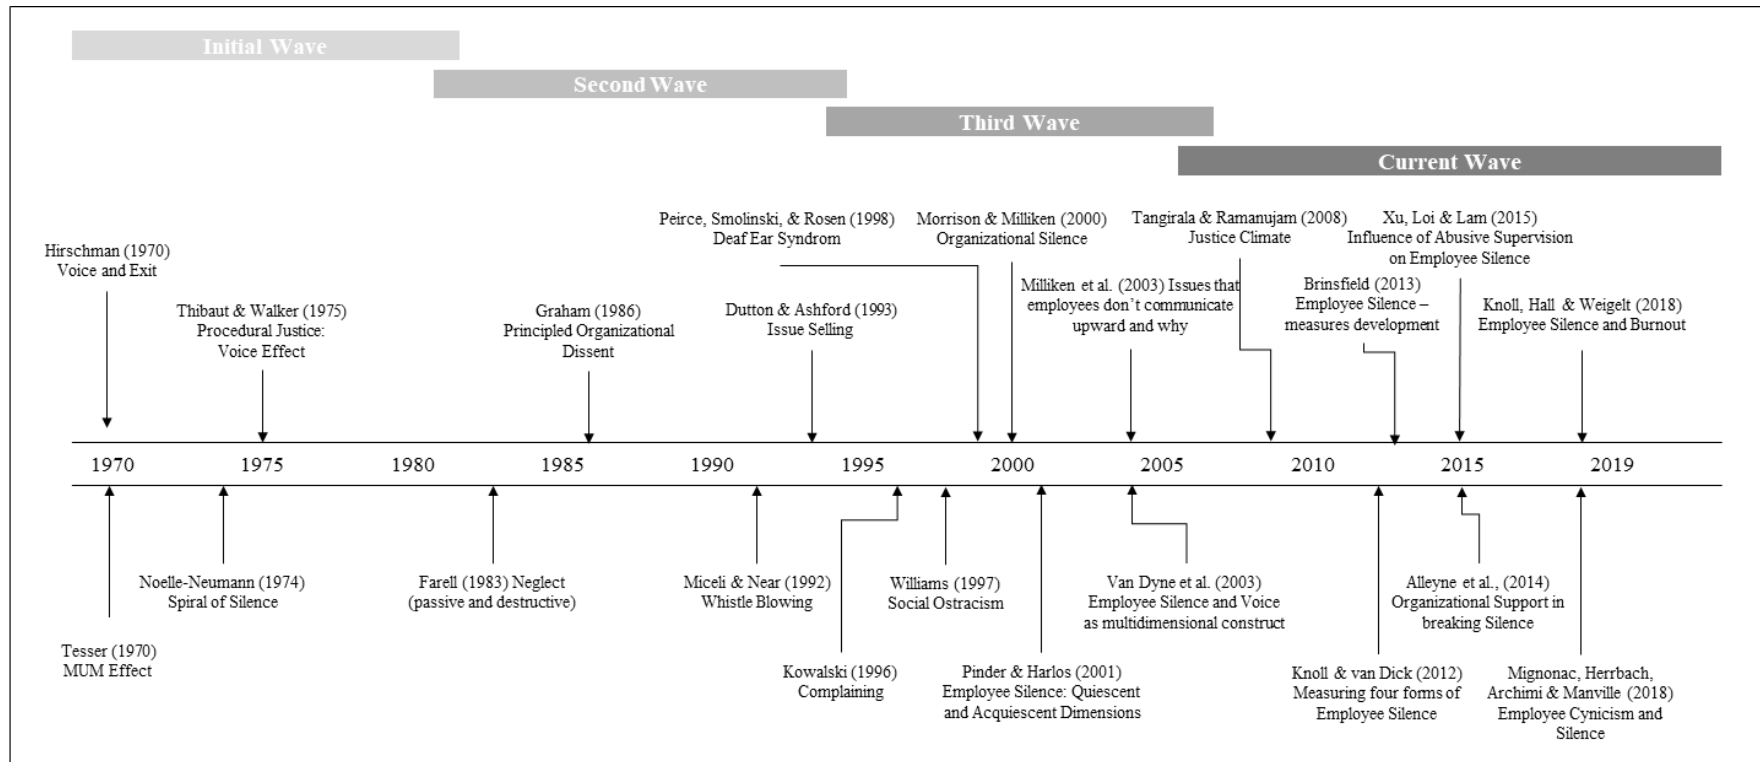 Initial Wave
Second Wave
Third Wave
Current Wave
Hirschman (1970)
Voice and Exit
Thibaut & Walker (1975)
Procedural Justice:
Voice Effect
Graham (1986)
Principled Organizational
Dissent
Peirce, Smolinski, & Rosen (1998)
Deaf Ear Syndrom
Dutton & Ashford (1993)
Issue Selling
Morrison & Milliken (2000)
Organizational Silence
Milliken et al. (2003) Issues that
employees don’t communicate
upward and why
Tangirala & Ramanujam (2008)
Justice Climate
Xu, Loi & Lam (2015)
Influence of Abusive Supervision
on Employee Silence
Brinsfield (2013)
Employee Silence –
measures development
Knoll, Hall & Weigelt (2018)
Employee Silence and Burnout
1970 1975 1980 1985 1990 1995 2000 2005 2010 2015 2019
Tesser (1970)
MUM Effect
Noelle-Neumann (1974)
Spiral of Silence
Farell (1983) Neglect
(passive and destructive)
Miceli & Near (1992)
Whistle Blowing
Kowalski (1996)
Complaining
Williams (1997)
Social Ostracism
Pinder & Harlos (2001)
Employee Silence: Quiescent
and Acquiescent Dimensions
Van Dyne et al. (2003)
Employee Silence and Voice
as multidimensional construct
Knoll & van Dick (2012)
Measuring four forms of
Employee Silence
Alleyne et al., (2014)
Organizational Support in
breaking Silence
Mignonac, Herrbach,
Archimi & Manville (2018)
Employee Cynicism and
Silence